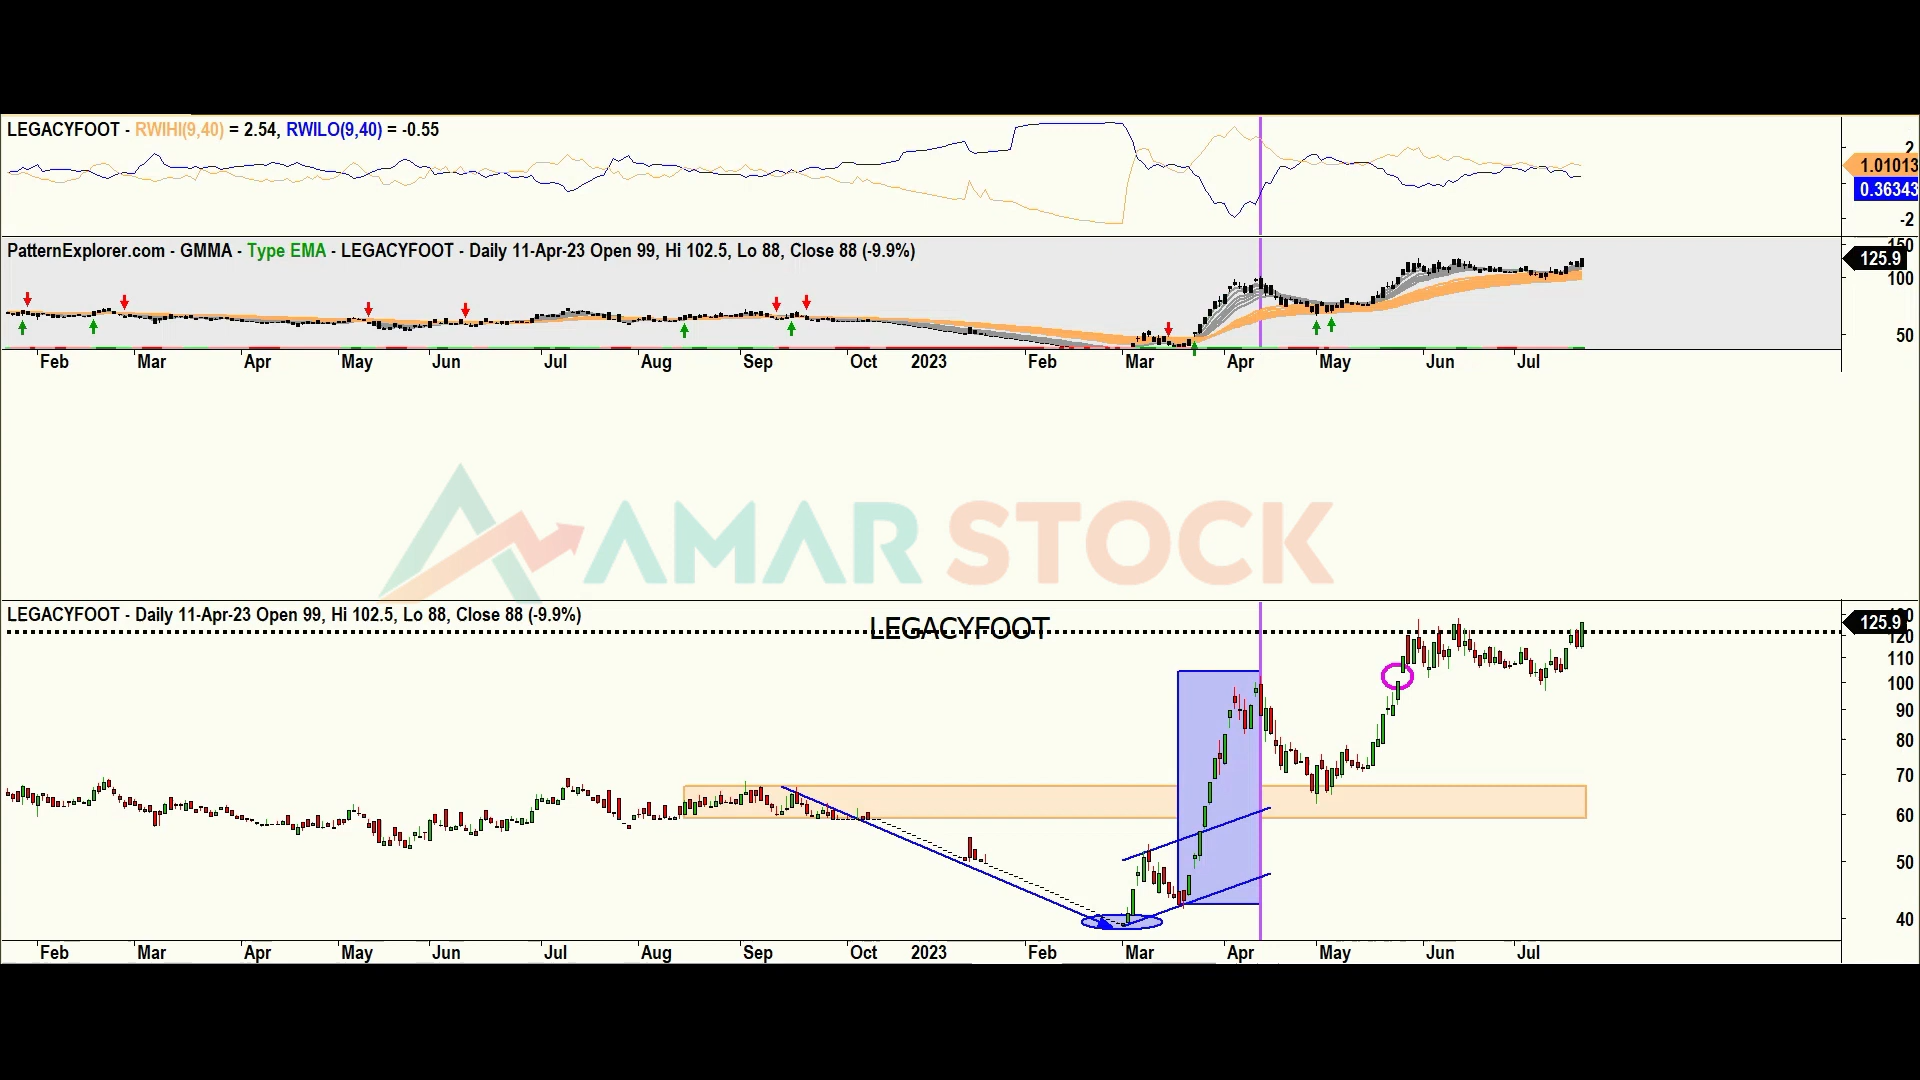 LEGACYFOOT - RWIHI(9,40) = 2.54, RWILO(9,40) = -0.55
2
1.01013
0.36343
-2
PatternExplorer.com - GMMA - Type EMA - LEGACYFOOT - Daily 11-Apr-23 Open 99, Hi 102.5, Lo 88, Close 88 (-9.9%)
150
125.9
100
50
Feb Mar Apr May Jun Jul Aug Sep Oct 2023 Feb Mar Apr May Jun Jul
AMAR STOCK
LEGACYFOOT - Daily 11-Apr-23 Open 99, Hi 102.5, Lo 88, Close 88 (-9.9%)
LEGACYFOOT
130
125.9
120
110
100
90
80
70
60
50
40
Feb Mar Apr May Jun Jul Aug Sep Oct 2023 Feb Mar Apr May Jun Jul